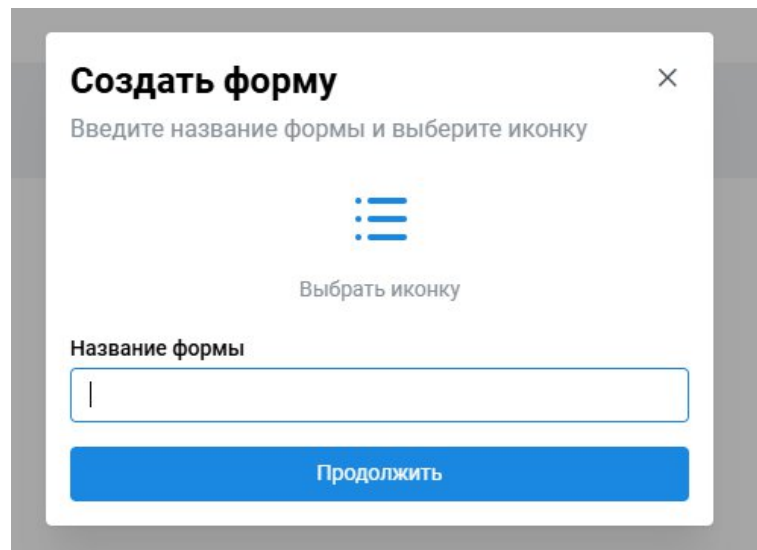 Создать форму
Введите название формы и выберите иконку
Выбрать иконку
Название формы
Продолжить